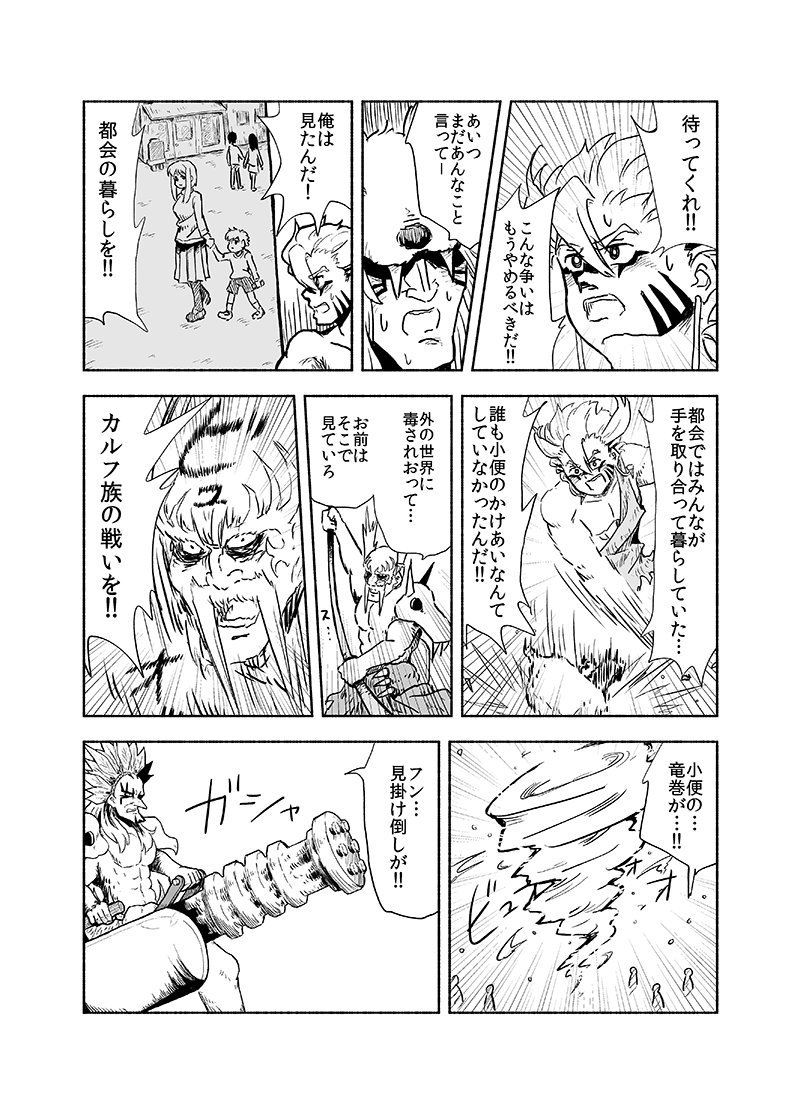 待ってくれ!!
こんな争いは
もうやめるべきだ!!
あいつ
まだあんなこと
言ってー
俺は
見たんだ!
都会の暮らしを!!
都会ではみんなが
手を取り合って暮らしていた…
誰も小便のかけあいなんて
していなかったんだ!!
外の世界に
毒されおって…
お前は
そこで
見ていろ
ス…
カルフ族の戦いを!!
小便の…
竜巻が…!!
ビュオオ
フン…
見掛け倒しが!!
ガシャ